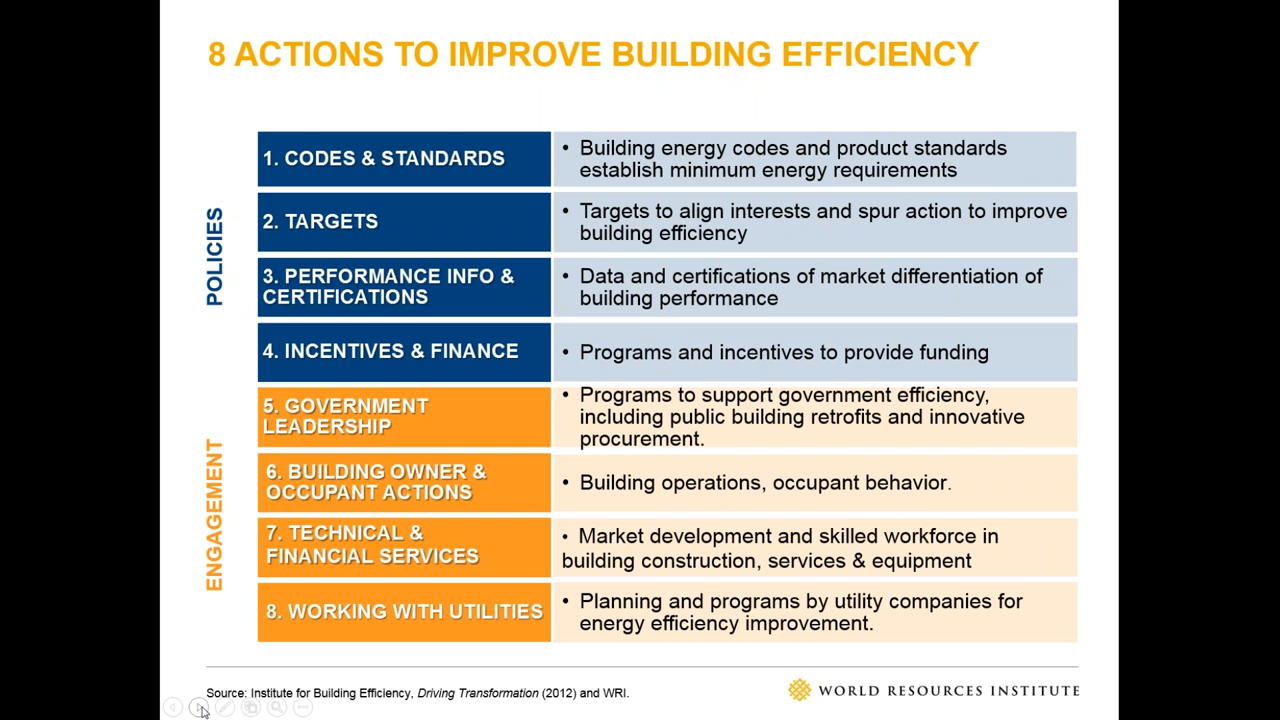 8 ACTIONS TO IMPROVE BUILDING EFFICIENCY
POLICIES
1. CODES & STANDARDS
• Building energy codes and product standards
establish minimum energy requirements
2. TARGETS
• Targets to align interests and spur action to improve
building efficiency
3. PERFORMANCE INFO &
CERTIFICATIONS
• Data and certifications of market differentiation of
building performance
4. INCENTIVES & FINANCE
• Programs and incentives to provide funding
ENGAGEMENT
5. GOVERNMENT
LEADERSHIP
• Programs to support government efficiency,
including public building retrofits and innovative
procurement.
6. BUILDING OWNER &
OCCUPANT ACTIONS
• Building operations, occupant behavior.
7. TECHNICAL &
FINANCIAL SERVICES
• Market development and skilled workforce in
building construction, services & equipment
8. WORKING WITH UTILITIES
• Planning and programs by utility companies for
energy efficiency improvement.
Source: Institute for Building Efficiency, Driving Transformation (2012) and WRI.
WORLD RESOURCES INSTITUTE